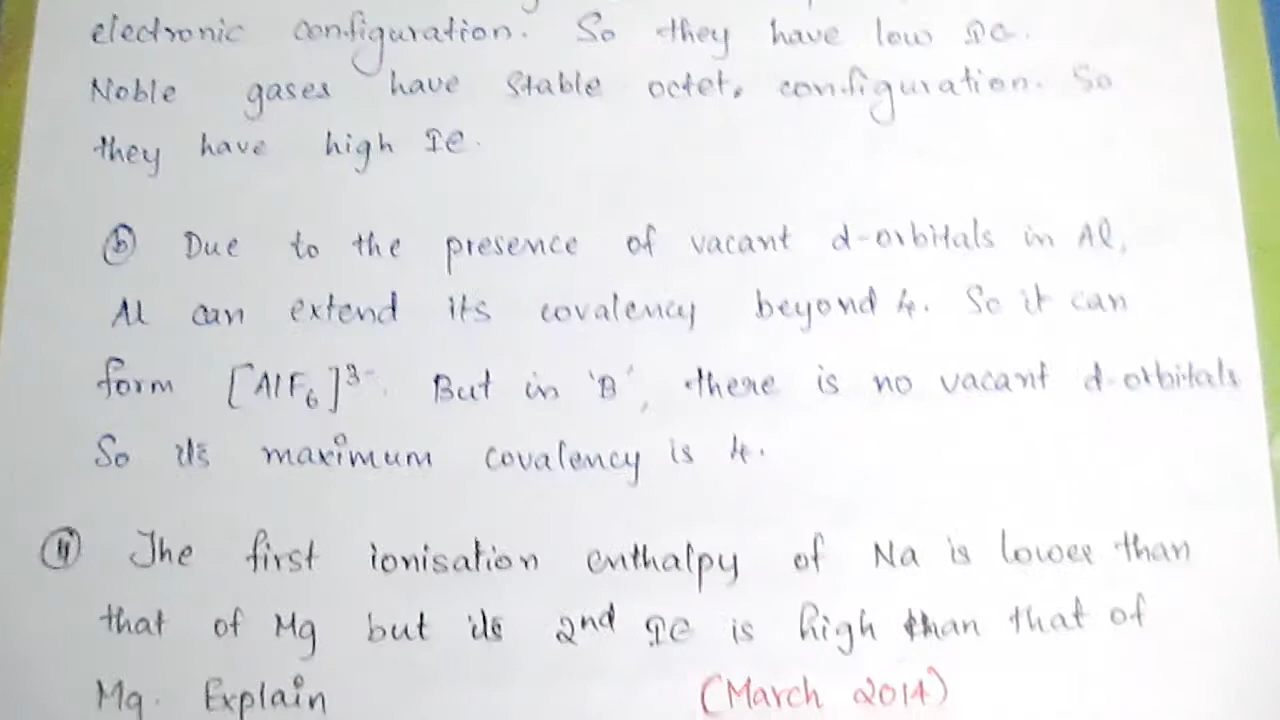 electronic configuration. So they have low IE.
Noble gases have stable octet. configuration. So
they have high IE.
ⓑ Due to the presence of vacant d-orbitals in Al,
Al can extend its covalency beyond 4. So it can
form [AlF₆]³⁻. But in 'B', there is no vacant d-orbitals
So its maximum covalency is 4.
④ The first ionisation enthalpy of Na is lower than
that of Mg but its 2nd IE is high than that of
Mg. Explain (March 2014)